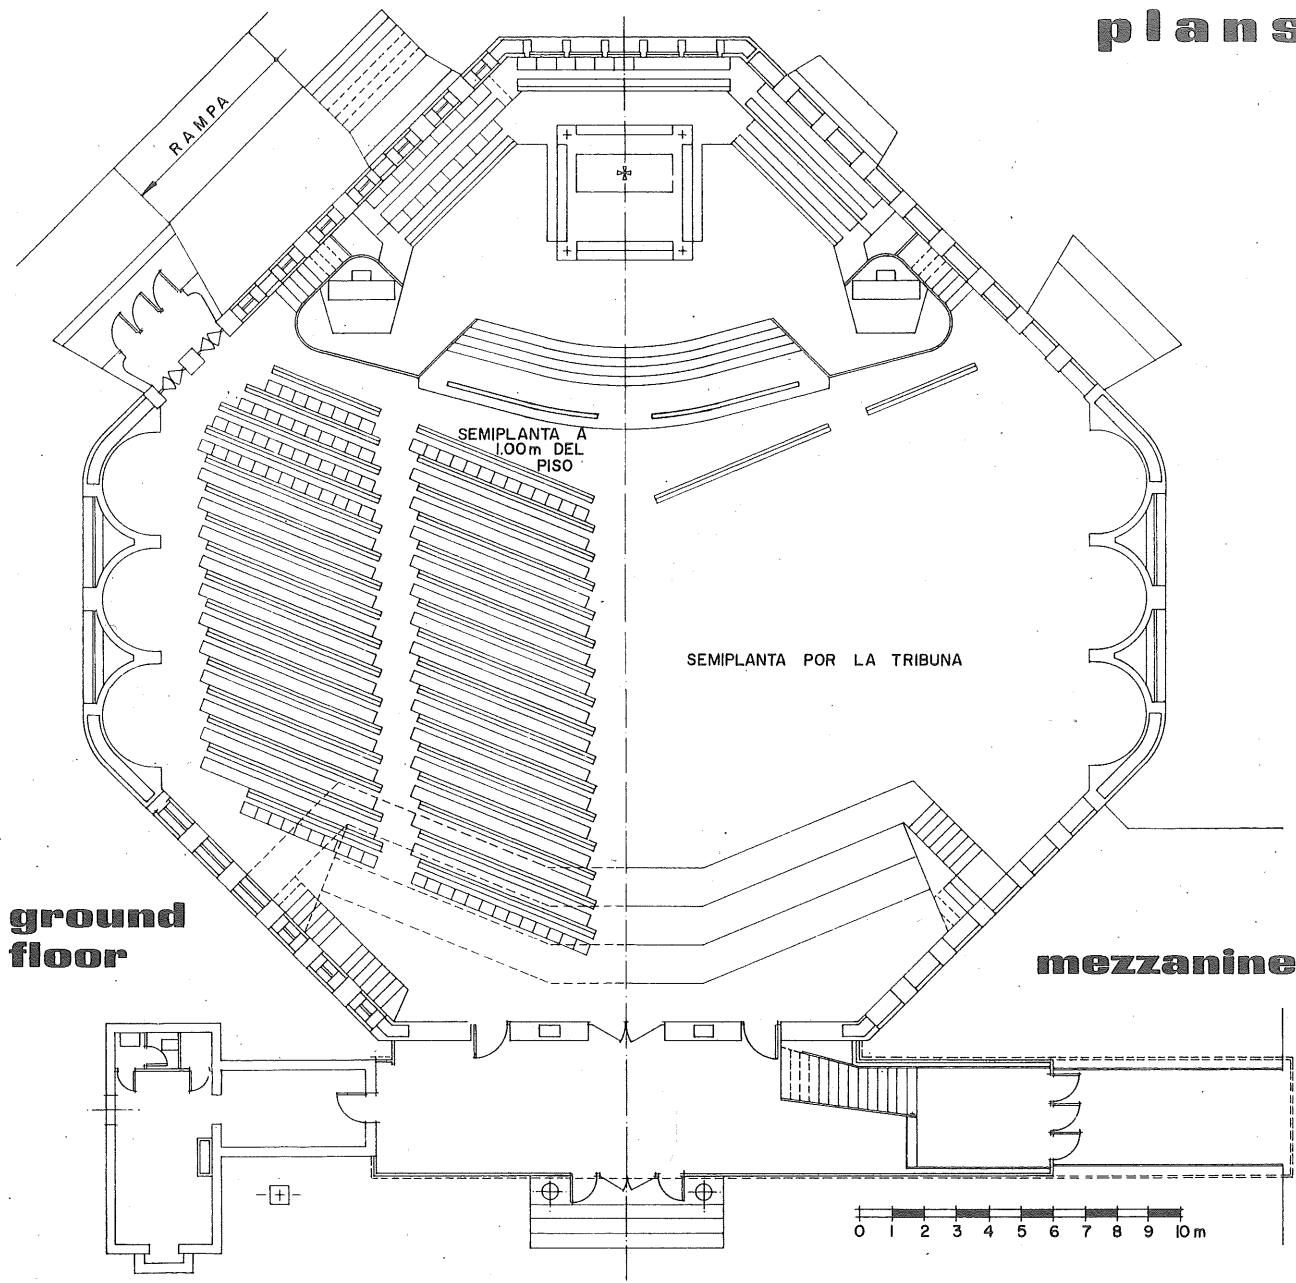 plans
RAMPA
SEMIPLANTA A
1.00m DEL
PISO
SEMIPLANTA POR LA TRIBUNA
ground
floor
mezzanine
0 1 2 3 4 5 6 7 8 9 10 m